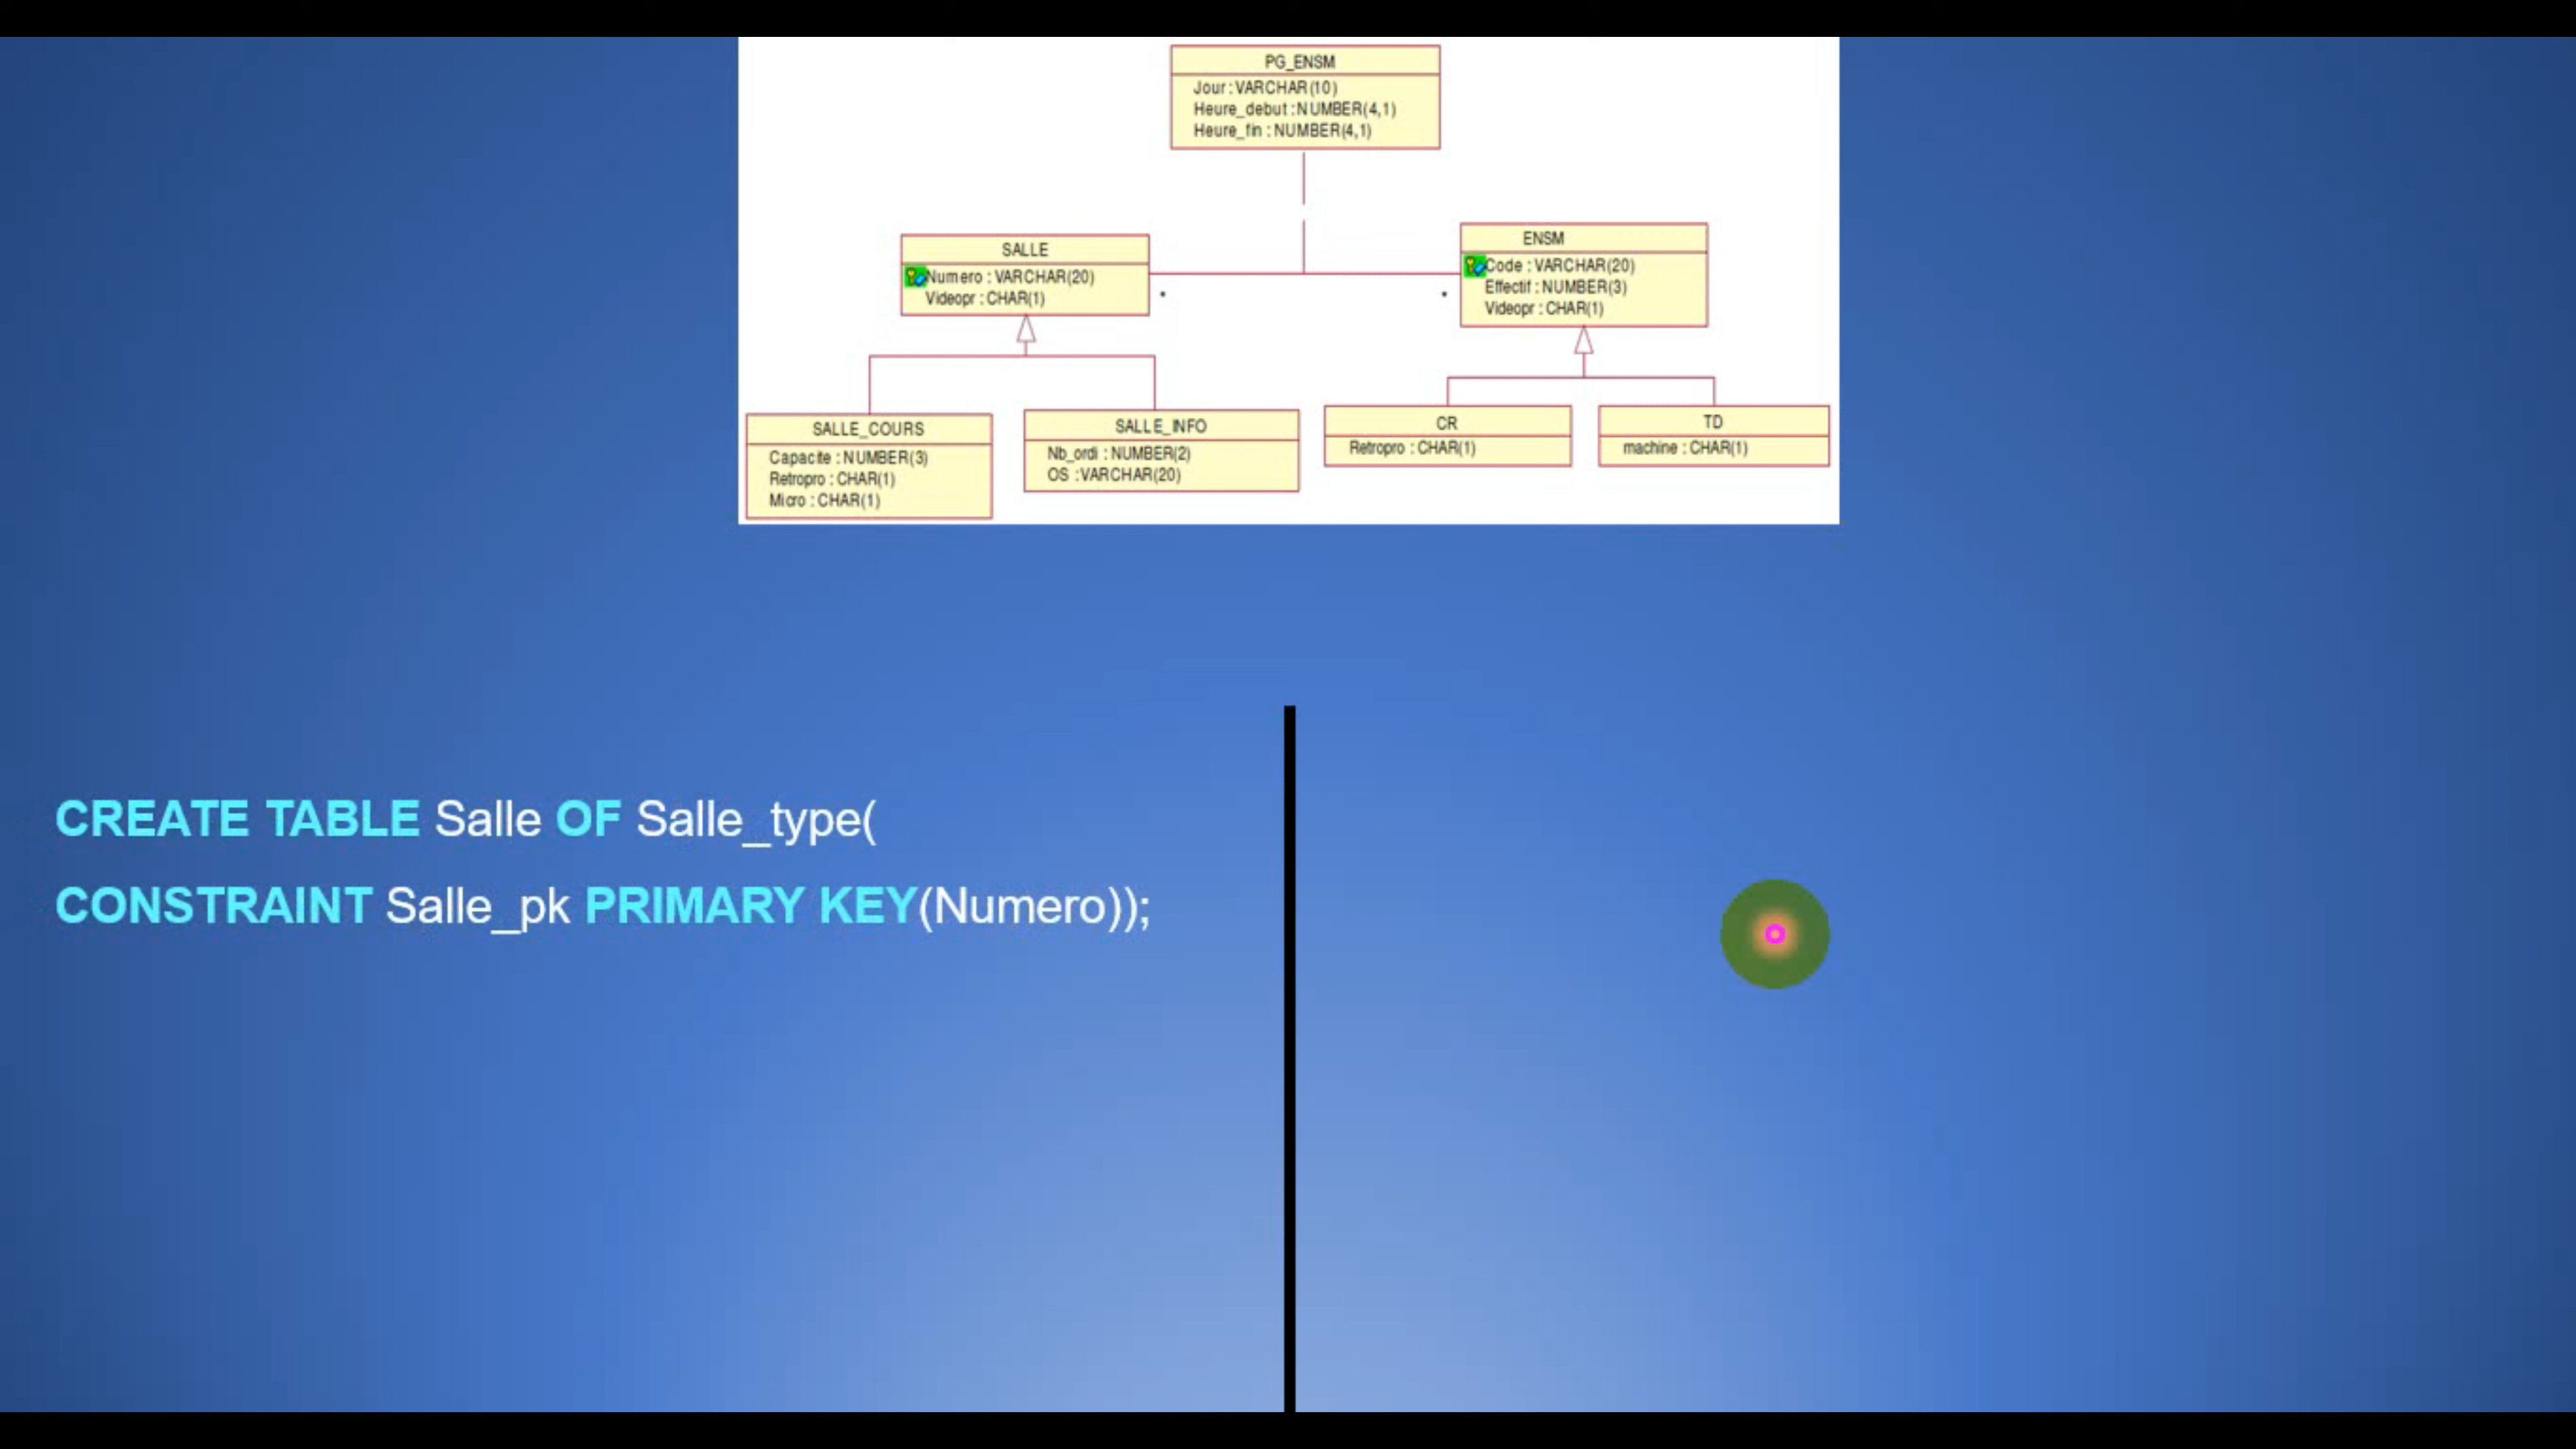 PG_ENSM
Jour : VARCHAR(10)
Heure_debut : NUMBER(4,1)
Heure_fin : NUMBER(4,1)
SALLE
Numero : VARCHAR(20)
Videopr : CHAR(1)
*
*
ENSM
Code : VARCHAR(20)
Effectif : NUMBER(3)
Videopr : CHAR(1)
SALLE_COURS
Capacite : NUMBER(3)
Retropro : CHAR(1)
Micro : CHAR(1)
SALLE_INFO
Nb_ordi : NUMBER(2)
OS : VARCHAR(20)
CR
Retropro : CHAR(1)
TD
machine : CHAR(1)
CREATE TABLE Salle OF Salle_type(
CONSTRAINT Salle_pk PRIMARY KEY(Numero));